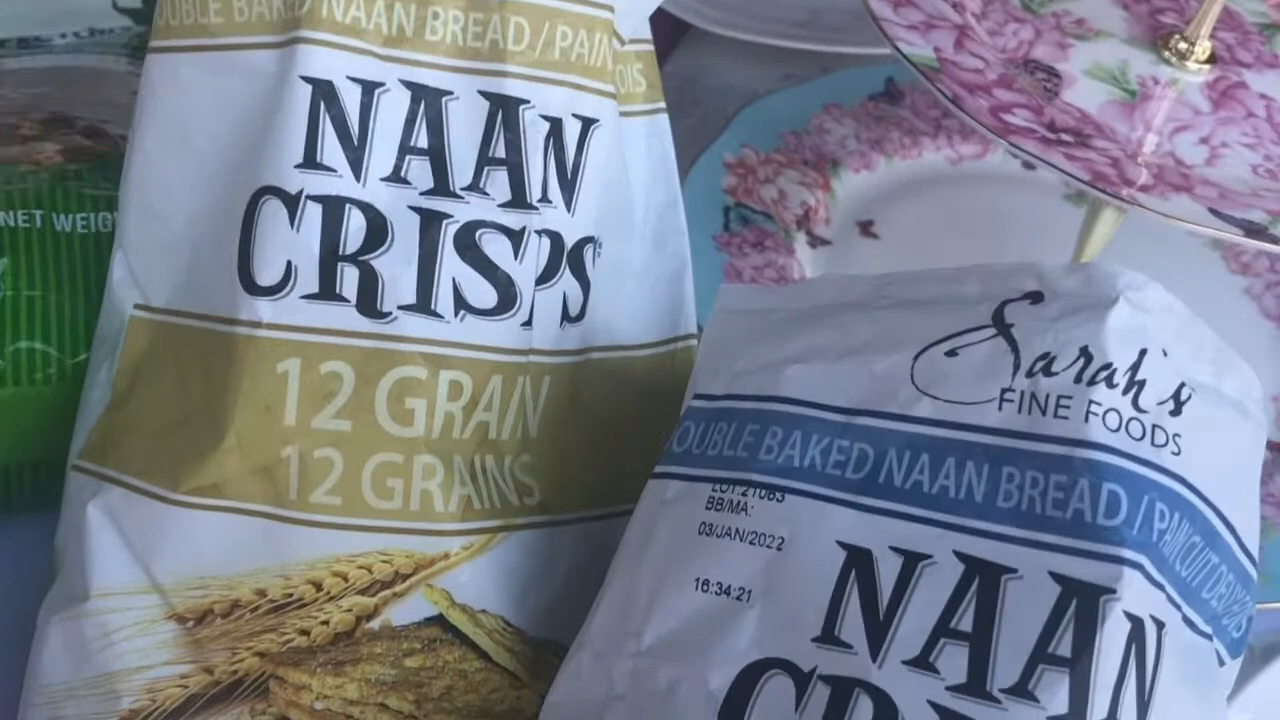 OUBLE BAKED NAAN BREAD / PAIN
OIS
NAAN
CRISPS
12 GRAIN
12 GRAINS
NET WEIG
Sarah's
FINE FOODS
OUBLE BAKED NAAN BREAD / PAIN CUIT DEUX FOIS
LOT:21063
BB/MA:
03/JAN/2022
16:34:21
NAAN